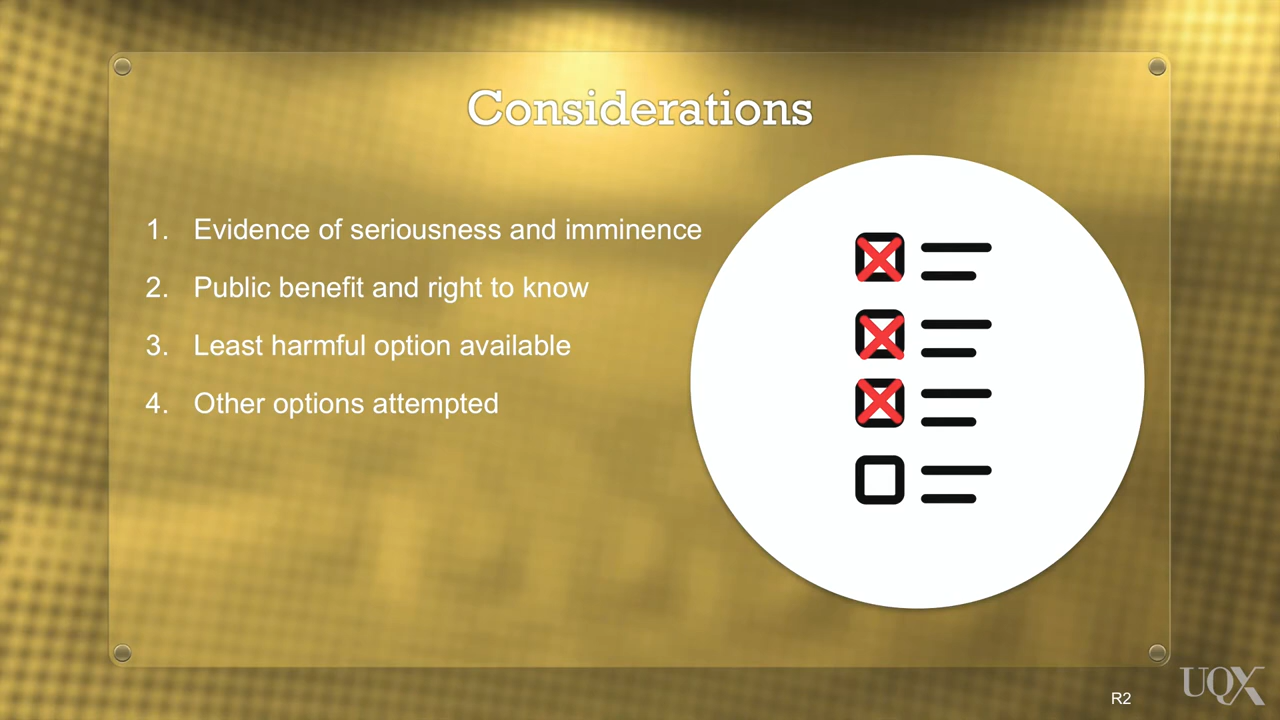 Considerations
1. Evidence of seriousness and imminence
2. Public benefit and right to know
3. Least harmful option available
4. Other options attempted
R2
UQX